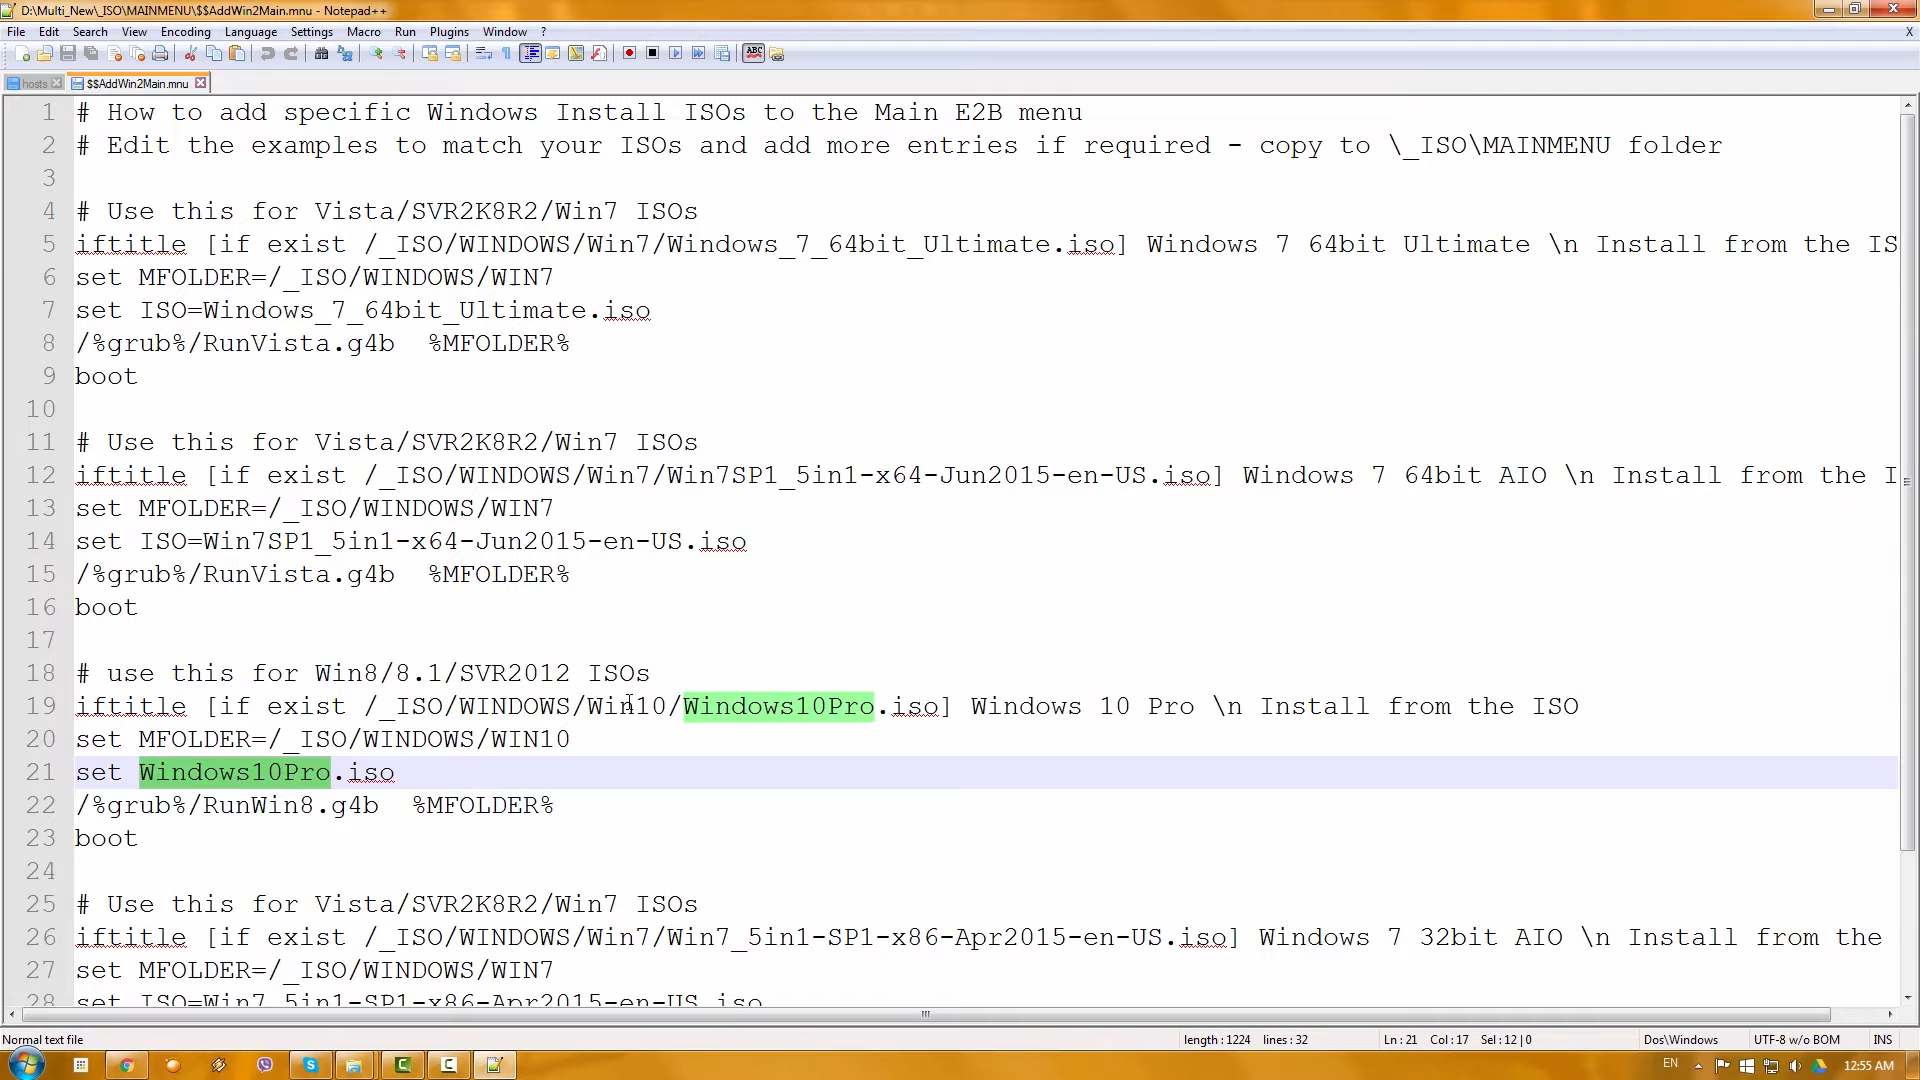 D:\Multi_New\_ISO\MAINMENU\$$AddWin2Main.mnu - Notepad++
File Edit Search View Encoding Language Settings Macro Run Plugins Window ? X
hosts $$AddWin2Main.mnu
1 # How to add specific Windows Install ISOs to the Main E2B menu
2 # Edit the examples to match your ISOs and add more entries if required - copy to \_ISO\MAINMENU folder
3
4 # Use this for Vista/SVR2K8R2/Win7 ISOs
5 iftitle [if exist /_ISO/WINDOWS/Win7/Windows_7_64bit_Ultimate.iso] Windows 7 64bit Ultimate \n Install from the IS
6 set MFOLDER=/_ISO/WINDOWS/WIN7
7 set ISO=Windows_7_64bit_Ultimate.iso
8 /%grub%/RunVista.g4b  %MFOLDER%
9 boot
10
11 # Use this for Vista/SVR2K8R2/Win7 ISOs
12 iftitle [if exist /_ISO/WINDOWS/Win7/Win7SP1_5in1-x64-Jun2015-en-US.iso] Windows 7 64bit AIO \n Install from the I
13 set MFOLDER=/_ISO/WINDOWS/WIN7
14 set ISO=Win7SP1_5in1-x64-Jun2015-en-US.iso
15 /%grub%/RunVista.g4b  %MFOLDER%
16 boot
17
18 # use this for Win8/8.1/SVR2012 ISOs
19 iftitle [if exist /_ISO/WINDOWS/Win10/Windows10Pro.iso] Windows 10 Pro \n Install from the ISO
20 set MFOLDER=/_ISO/WINDOWS/WIN10
21 set Windows10Pro.iso
22 /%grub%/RunWin8.g4b  %MFOLDER%
23 boot
24
25 # Use this for Vista/SVR2K8R2/Win7 ISOs
26 iftitle [if exist /_ISO/WINDOWS/Win7/Win7_5in1-SP1-x86-Apr2015-en-US.iso] Windows 7 32bit AIO \n Install from the
27 set MFOLDER=/_ISO/WINDOWS/WIN7
28 set ISO=Win7_5in1-SP1-x86-Apr2015-en-US.iso
Normal text file length : 1224 lines : 32 Ln : 21 Col : 17 Sel : 12 | 0 Dos\Windows UTF-8 w/o BOM INS
EN 12:55 AM